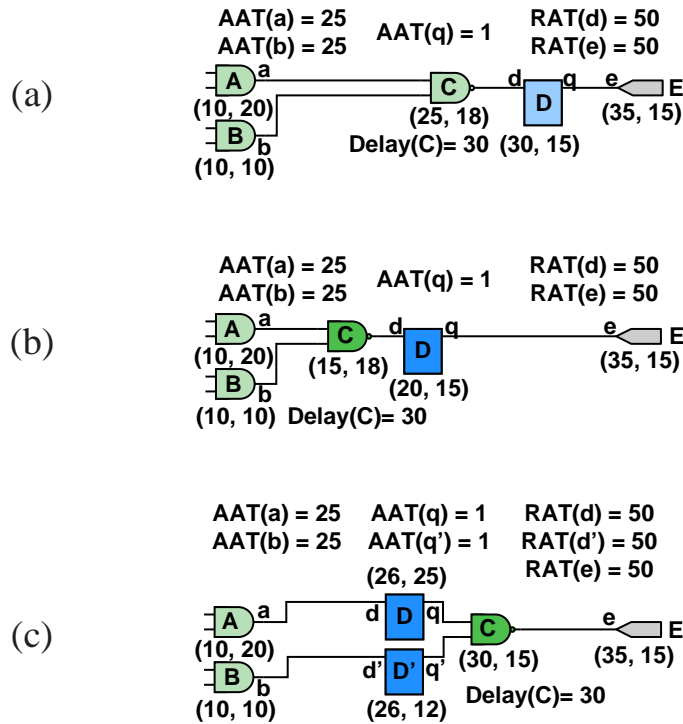 AAT(a) = 25 AAT(q) = 1 RAT(d) = 50
AAT(b) = 25 RAT(e) = 50
(a) A a C d D q e E
(10, 20) (25, 18) (35, 15)
B b Delay(C)= 30 (30, 15)
(10, 10)
AAT(a) = 25 AAT(q) = 1 RAT(d) = 50
AAT(b) = 25 RAT(e) = 50
(b) A a C d D q e E
(10, 20) (15, 18) (35, 15)
B b (20, 15)
(10, 10) Delay(C)= 30
AAT(a) = 25 AAT(q) = 1 RAT(d) = 50
AAT(b) = 25 AAT(q’) = 1 RAT(d’) = 50
(26, 25) RAT(e) = 50
(c) A a d D q C e E
(10, 20) (30, 15) (35, 15)
B b d' D' q'
(10, 10) (26, 12) Delay(C)= 30